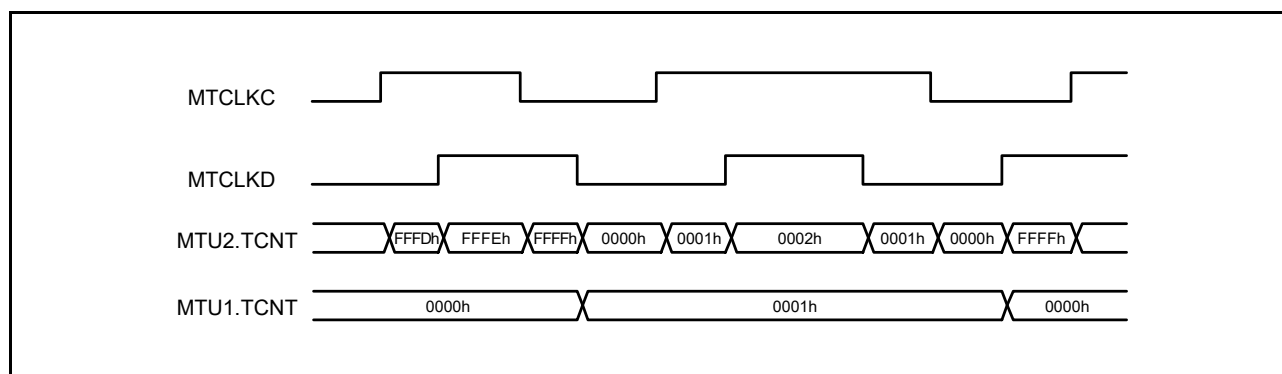 MTCLKC
MTCLKD
MTU2.TCNT FFFDh FFFEh FFFFh 0000h 0001h 0002h 0001h 0000h FFFFh
MTU1.TCNT 0000h 0001h 0000h